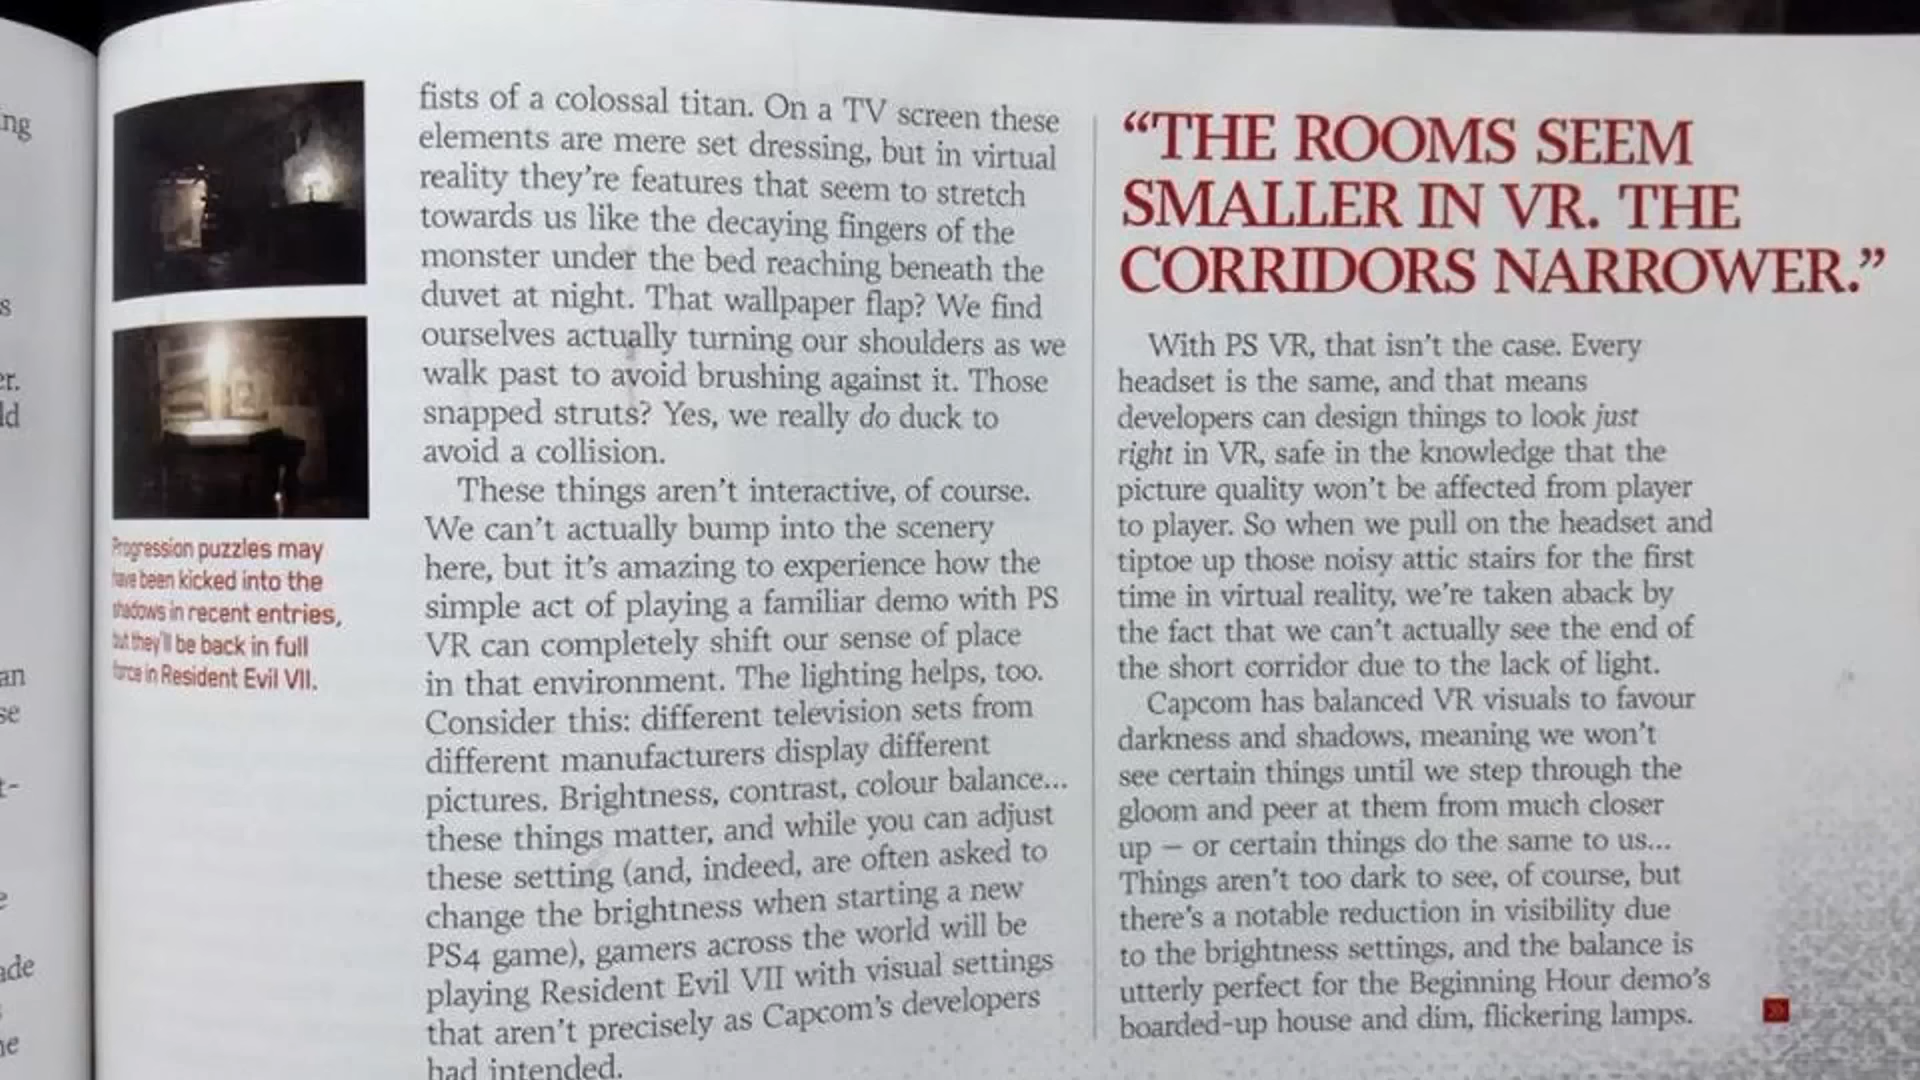 ng
s
er.
ld
an
se
t-
e
ade
ne
Progression puzzles may
have been kicked into the
shadows in recent entries,
but they'll be back in full
force in Resident Evil VII.
fists of a colossal titan. On a TV screen these
elements are mere set dressing, but in virtual
reality they're features that seem to stretch
towards us like the decaying fingers of the
monster under the bed reaching beneath the
duvet at night. That wallpaper flap? We find
ourselves actually turning our shoulders as we
walk past to avoid brushing against it. Those
snapped struts? Yes, we really do duck to
avoid a collision.
These things aren't interactive, of course.
We can't actually bump into the scenery
here, but it's amazing to experience how the
simple act of playing a familiar demo with PS
VR can completely shift our sense of place
in that environment. The lighting helps, too.
Consider this: different television sets from
different manufacturers display different
pictures. Brightness, contrast, colour balance...
these things matter, and while you can adjust
these setting (and, indeed, are often asked to
change the brightness when starting a new
PS4 game), gamers across the world will be
playing Resident Evil VII with visual settings
that aren't precisely as Capcom's developers
had intended.
“THE ROOMS SEEM
SMALLER IN VR. THE
CORRIDORS NARROWER.”
With PS VR, that isn't the case. Every
headset is the same, and that means
developers can design things to look just
right in VR, safe in the knowledge that the
picture quality won't be affected from player
to player. So when we pull on the headset and
tiptoe up those noisy attic stairs for the first
time in virtual reality, we're taken aback by
the fact that we can't actually see the end of
the short corridor due to the lack of light.
Capcom has balanced VR visuals to favour
darkness and shadows, meaning we won't
see certain things until we step through the
gloom and peer at them from much closer
up – or certain things do the same to us...
Things aren't too dark to see, of course, but
there's a notable reduction in visibility due
to the brightness settings, and the balance is
utterly perfect for the Beginning Hour demo's
boarded-up house and dim, flickering lamps.